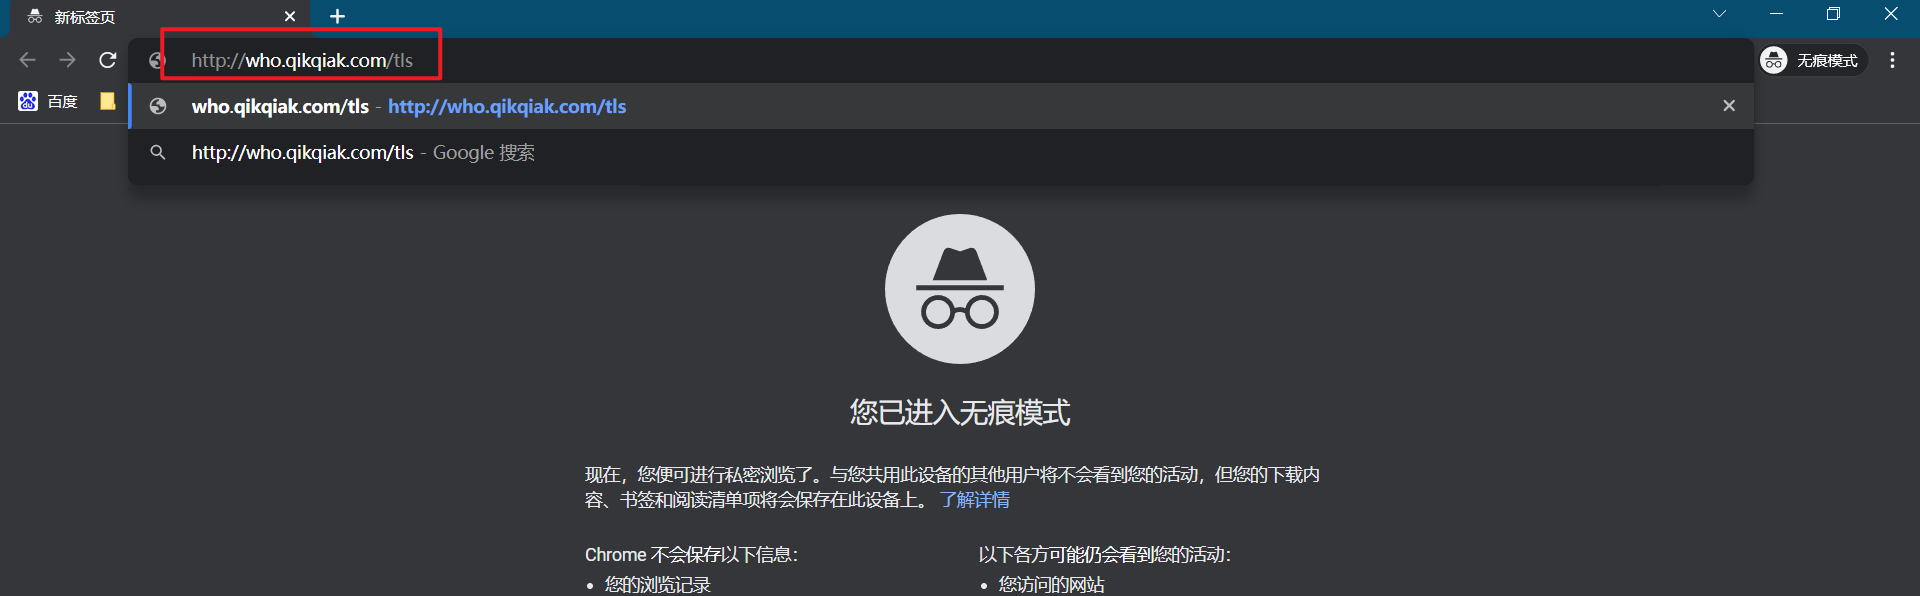 新标签页
http://who.qikqiak.com/tls
无痕模式
百度
who.qikqiak.com/tls - http://who.qikqiak.com/tls
http://who.qikqiak.com/tls - Google 搜索
您已进入无痕模式
现在，您便可进行私密浏览了。与您共用此设备的其他用户将不会看到您的活动，但您的下载内
容、书签和阅读清单项将会保存在此设备上。 了解详情
Chrome 不会保存以下信息：
• 您的浏览记录
以下各方可能仍会看到您的活动：
• 您访问的网站